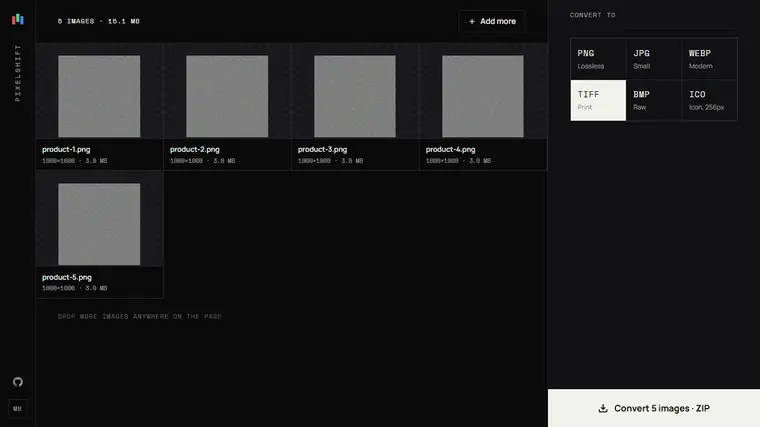 PIXELSHIFT
5 IMAGES · 15.1 MB
+ Add more
product-1.png
1000×1000 · 3.0 MB
product-2.png
1000×1000 · 3.0 MB
product-3.png
1000×1000 · 3.0 MB
product-4.png
1000×1000 · 3.0 MB
product-5.png
1000×1000 · 3.0 MB
DROP MORE IMAGES ANYWHERE ON THE PAGE
CONVERT TO
PNG
Lossless
JPG
Small
WEBP
Modern
TIFF
Print
BMP
Raw
ICO
Icon, 256px
Convert 5 images · ZIP